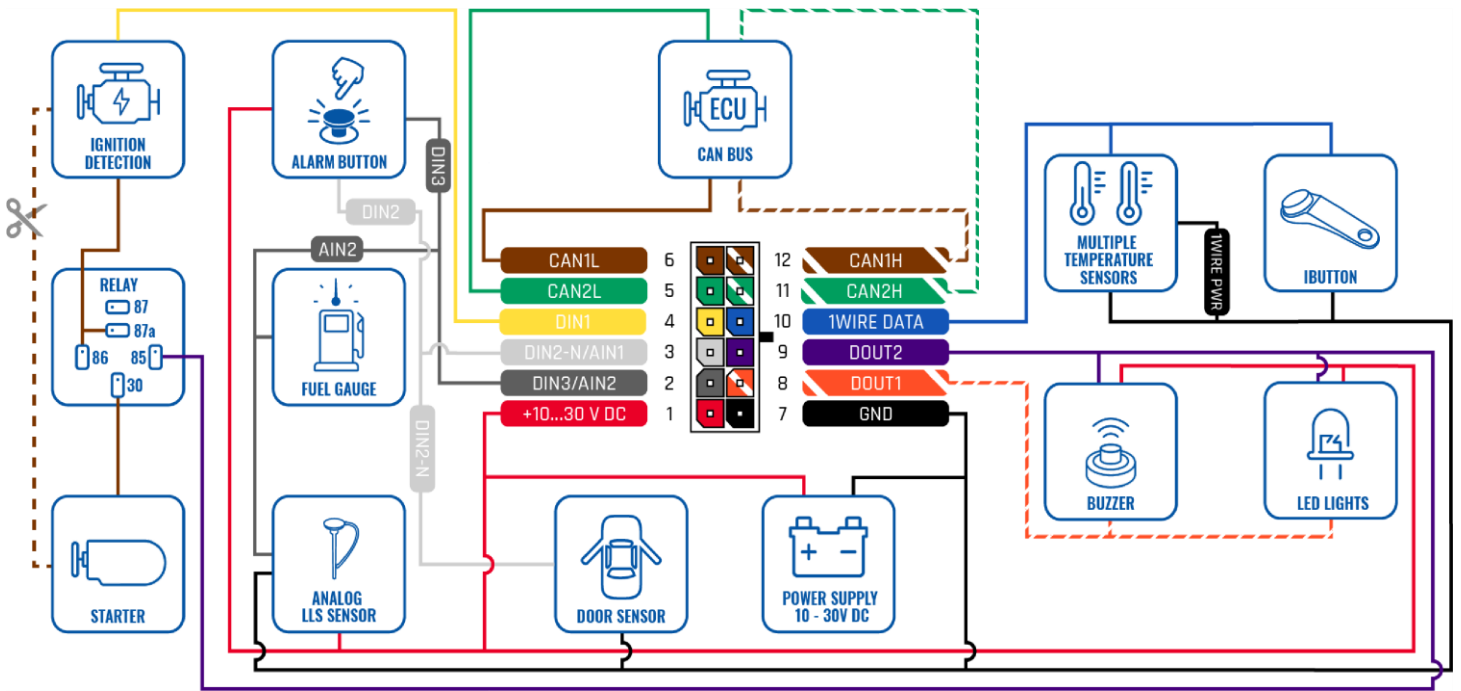 IGNITION
DETECTION
ALARM BUTTON
DIN3
DIN2
AIN2
ECU
CAN BUS
MULTIPLE
TEMPERATURE
SENSORS
1WIRE PWR
IBUTTON
RELAY
87
87a
86
85
30
FUEL GAUGE
CAN1L 6 12 CAN1H
CAN2L 5 11 CAN2H
DIN1 4 10 1WIRE DATA
DIN2-N/AIN1 3 9 DOUT2
DIN3/AIN2 2 8 DOUT1
+10...30 V DC 1 7 GND
DIN2-N
BUZZER
LED LIGHTS
STARTER
ANALOG
LLS SENSOR
DOOR SENSOR
+ −
POWER SUPPLY
10 - 30V DC